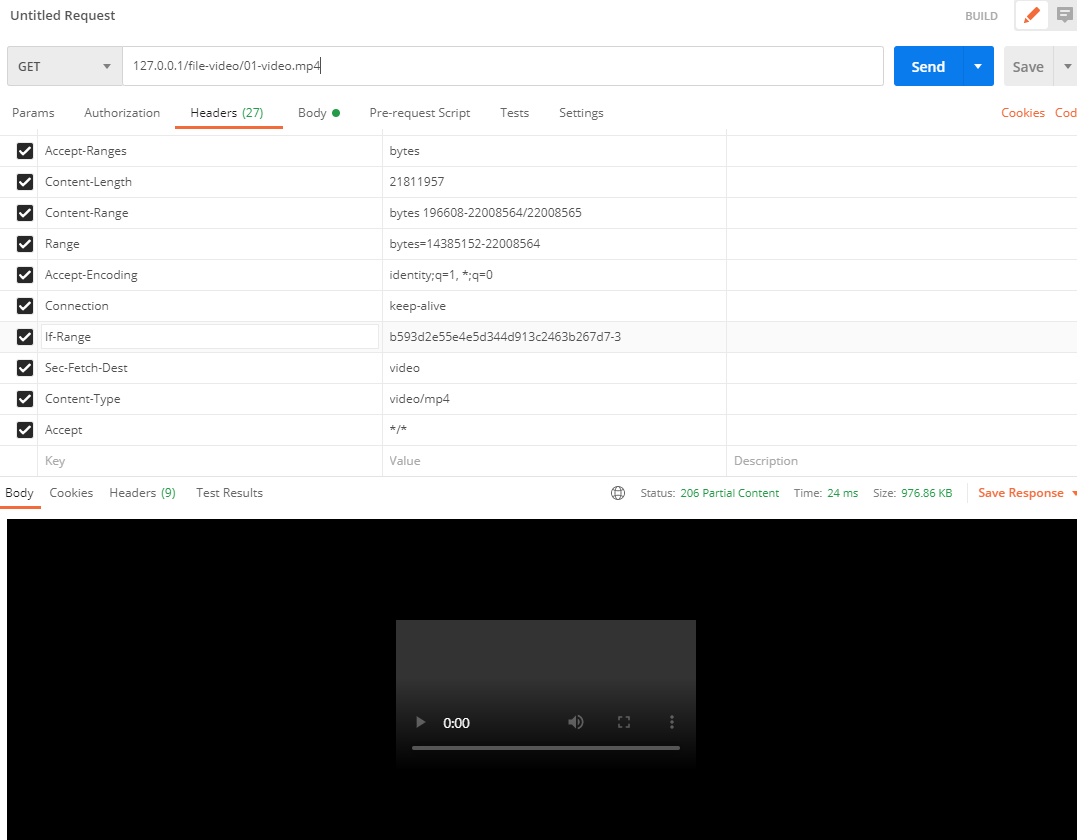 Untitled Request
BUILD
GET
127.0.0.1/file-video/01-video.mp4
Send
Save
Params Authorization Headers (27) Body Pre-request Script Tests Settings Cookies Cod
Accept-Ranges bytes
Content-Length 21811957
Content-Range bytes 196608-22008564/22008565
Range bytes=14385152-22008564
Accept-Encoding identity;q=1, *;q=0
Connection keep-alive
If-Range b593d2e55e4e5d344d913c2463b267d7-3
Sec-Fetch-Dest video
Content-Type video/mp4
Accept */*
Key Value Description
Body Cookies Headers (9) Test Results Status: 206 Partial Content Time: 24 ms Size: 976.86 KB Save Response
0:00